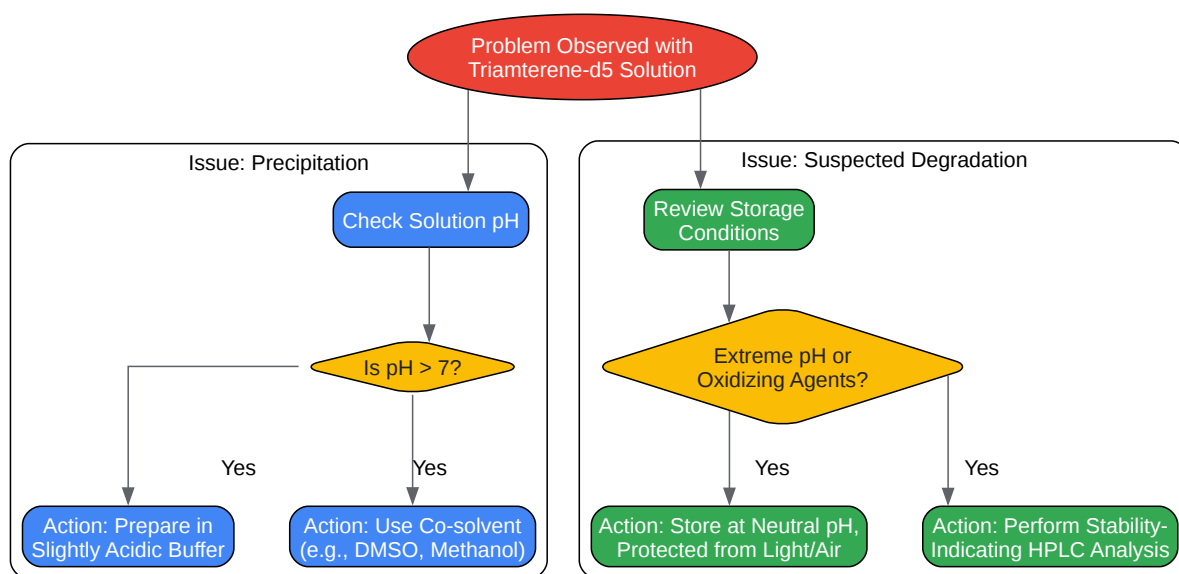 Problem Observed with
Triamterene-d5 Solution
Issue: Precipitation
Check Solution pH
Is pH > 7?
Yes
Yes
Action: Prepare in
Slightly Acidic Buffer
Action: Use Co-solvent
(e.g., DMSO, Methanol)
Issue: Suspected Degradation
Review Storage
Conditions
Extreme pH or
Oxidizing Agents?
Yes
Yes
Action: Store at Neutral pH,
Protected from Light/Air
Action: Perform Stability-
Indicating HPLC Analysis